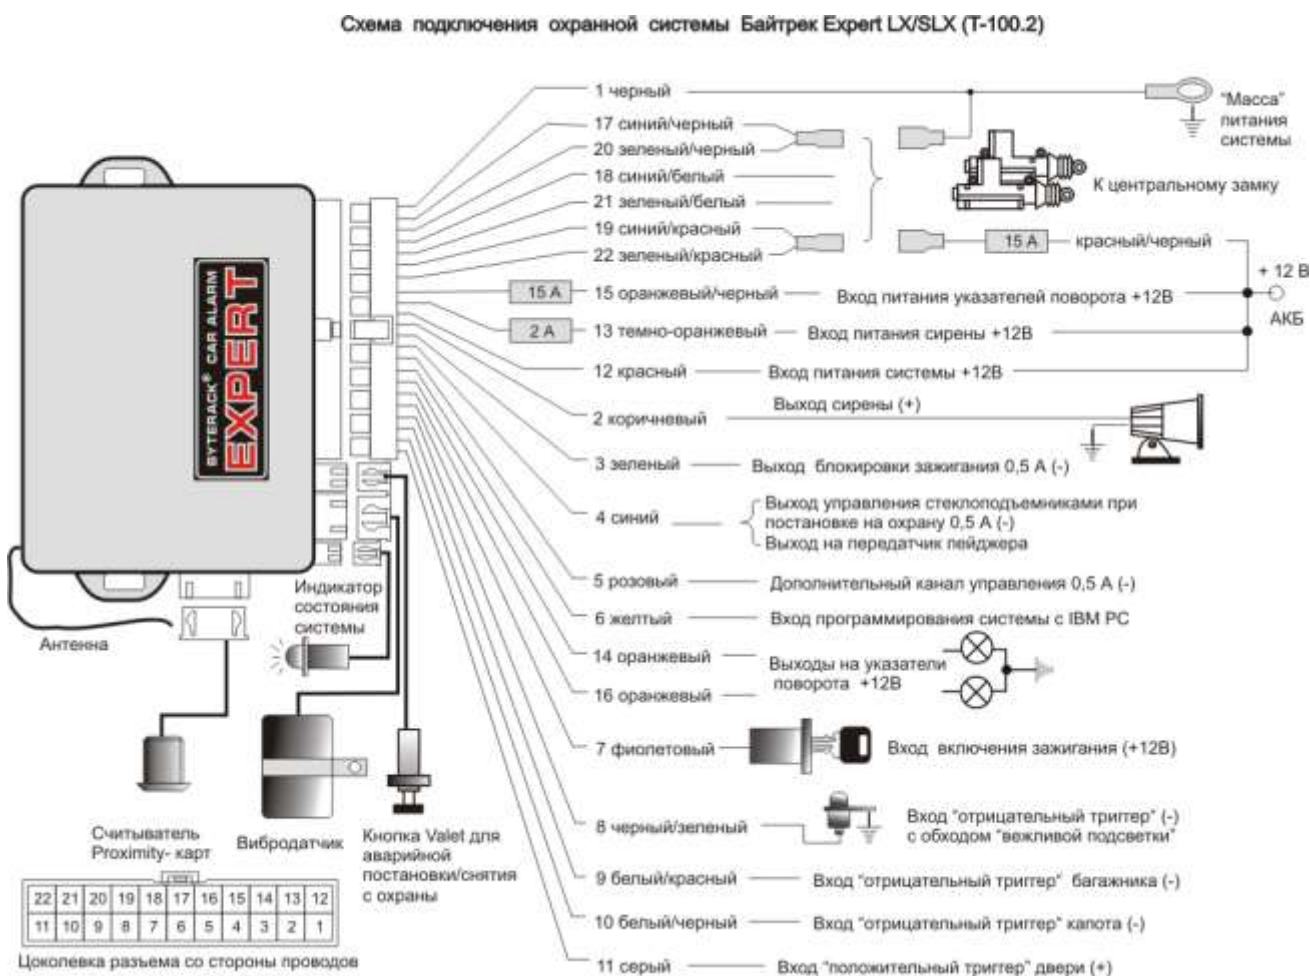 Схема подключения охранной системы Байтрек Expert LX/SLX (Т-100.2)
1 черный
"Масса"
питания
системы
17 синий/черный
20 зеленый/черный
18 синий/белый
К центральному замку
21 зеленый/белый
19 синий/красный
15 А
красный/черный
22 зеленый/красный
+ 12 В
АКБ
15 А
15 оранжевый/черный
Вход питания указателей поворота +12В
2 А
13 темно-оранжевый
Вход питания сирены +12В
12 красный
Вход питания системы +12В
2 коричневый
Выход сирены (+)
3 зеленый
Выход блокировки зажигания 0,5 А (-)
4 синий
Выход управления стеклоподъемниками при
постановке на охрану 0,5 А (-)
Выход на передатчик пейджера
5 розовый
Дополнительный канал управления 0,5 А (-)
6 желтый
Вход программирования системы с IBM PC
14 оранжевый
16 оранжевый
Выходы на указатели
поворота +12В
7 фиолетовый
Вход включения зажигания (+12В)
8 черный/зеленый
Вход "отрицательный триггер" (-)
с обходом "вежливой подсветки"
9 белый/красный
Вход "отрицательный триггер" багажника (-)
10 белый/черный
Вход "отрицательный триггер" капота (-)
11 серый
Вход "положительный триггер" двери (+)
BYTERACK® CAR ALARM
EXPERT
Антенна
Индикатор
состояния
системы
Считыватель
Proximity- карт
Вибродатчик
Кнопка Valet для
аварийной
постановки/снятия
с охраны
22 21 20 19 18 17 16 15 14 13 12
11 10 9 8 7 6 5 4 3 2 1
Цоколевка разъема со стороны проводов